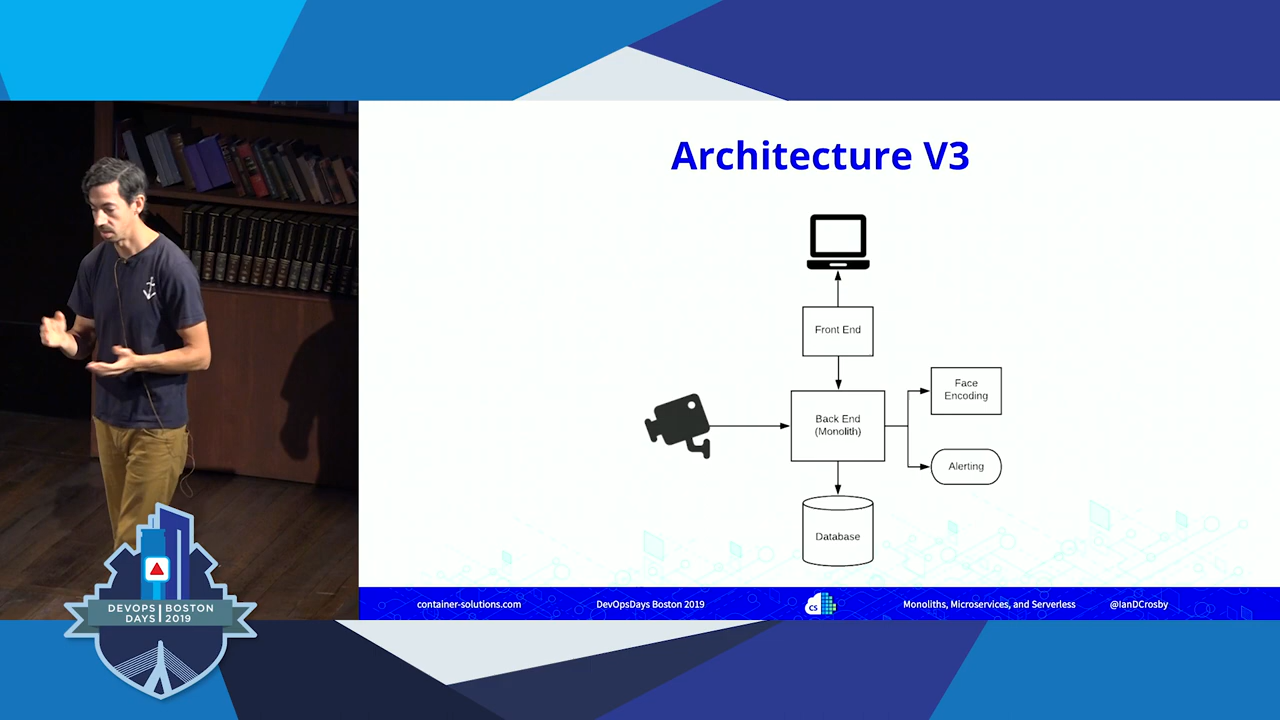 Architecture V3
Front End
Face
Encoding
Back End
(Monolith)
Alerting
Database
container-solutions.com
DevOpsDays Boston 2019
CS
Monoliths, Microservices, and Serverless
@IanDCrosby
DEVOPS BOSTON
DAYS 2019